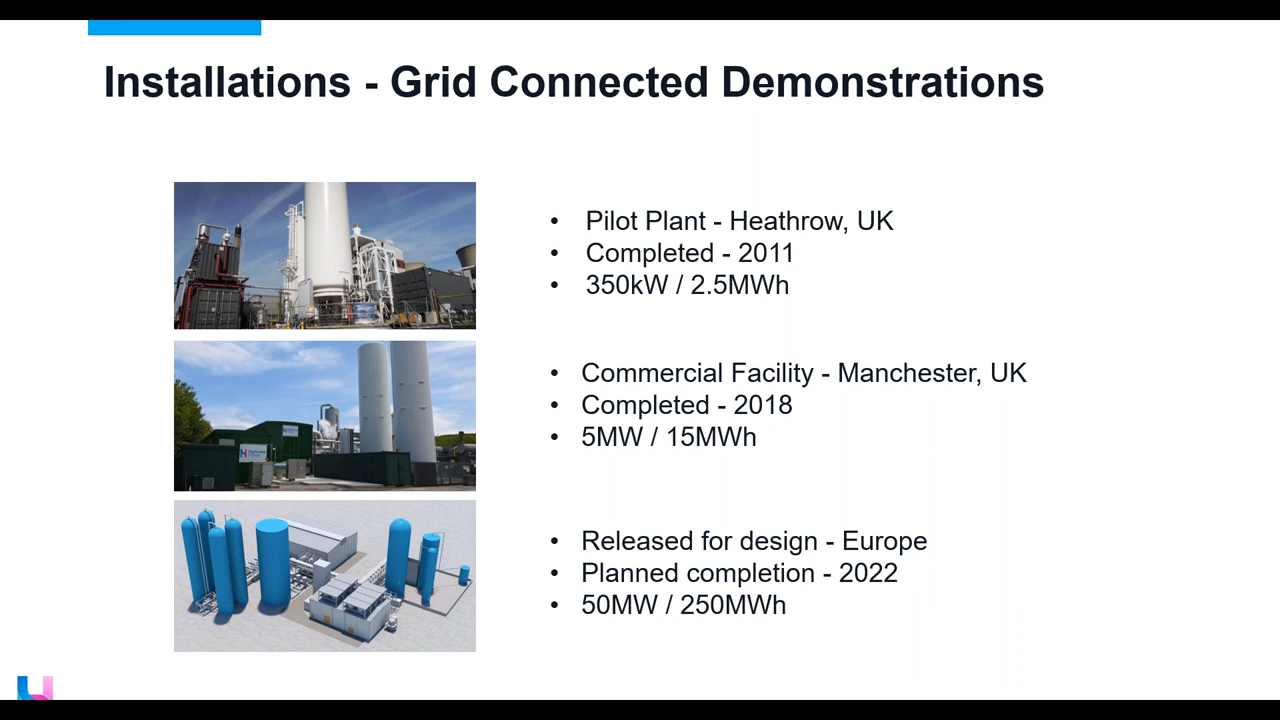 Installations - Grid Connected Demonstrations
• Pilot Plant - Heathrow, UK
• Completed - 2011
• 350kW / 2.5MWh
• Commercial Facility - Manchester, UK
• Completed - 2018
• 5MW / 15MWh
• Released for design - Europe
• Planned completion - 2022
• 50MW / 250MWh